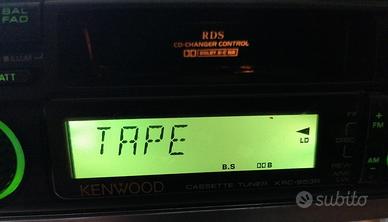 BAL
FAD
RDS
CD-CHANGER CONTROL
DOLBY B-C NR
ATT
TAPE
LO
B.S
B
FM
AM
KENWOOD
CASSETTE TUNER
subito